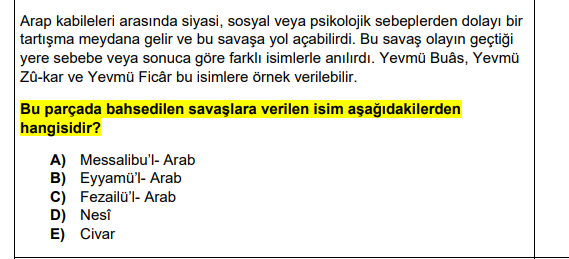 Arap kabileleri arasında siyasi, sosyal veya psikolojik sebeplerden dolayı bir
tartışma meydana gelir ve bu savaşa yol açabilirdi. Bu savaş olayın geçtiği
yere sebebe veya sonuca göre farklı isimlerle anılırdı. Yevmü Buâs, Yevmü
Zû-kar ve Yevmü Ficâr bu isimlere örnek verilebilir.
Bu parçada bahsedilen savaşlara verilen isim aşağıdakilerden
hangisidir?
A) Messalibu'l- Arab
B) Eyyamü'l- Arab
C) Fezailü'l- Arab
D) Nesî
E) Civar